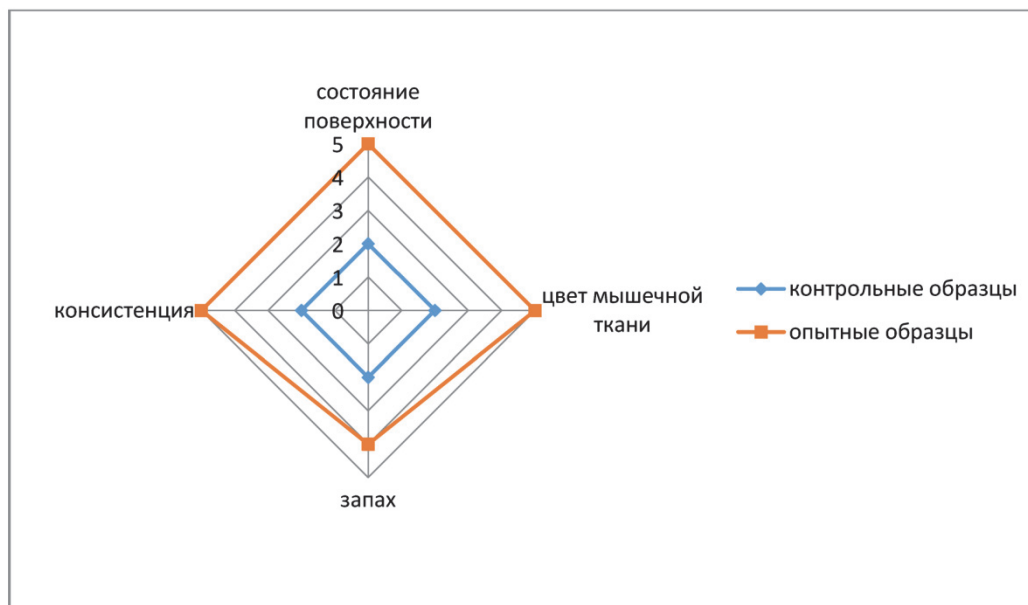 состояние
поверхности
5
4
3
2
1
0
консистенция
цвет мышечной
ткани
запах
контрольные образцы
опытные образцы